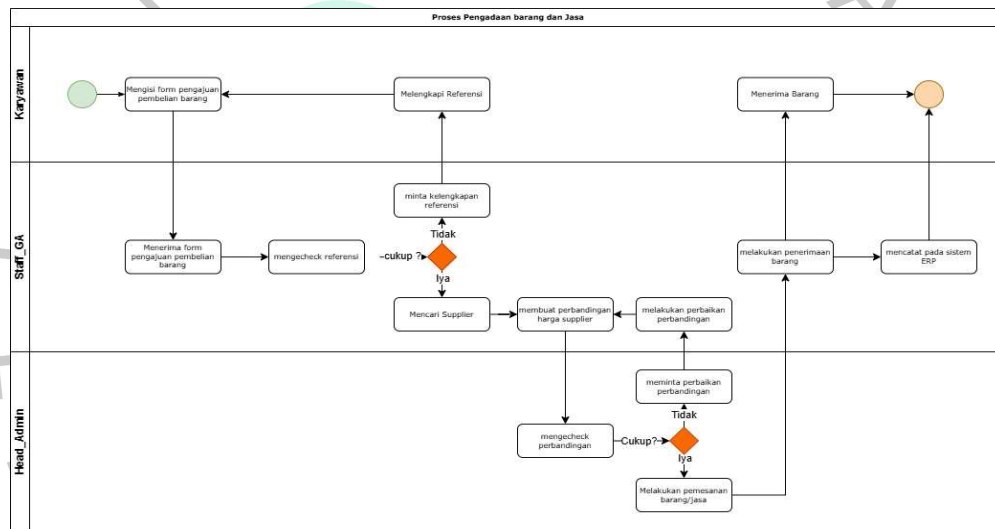 Proses Pengadaan barang dan Jasa
Karyawan
Mengisi form pengajuan
pembelian barang
Melengkapi Referensi
Menerima Barang
Staff_GA
minta kelengkapan
referensi
Tidak
Menerima form
pengajuan pembelian
barang
mengecheck referensi
cukup ?
Iya
melakukan penerimaan
barang
mencatat pada sistem
ERP
Mencari Supplier
membuat perbandingan
harga supplier
melakukan perbaikan
perbandingan
Head_Admin
meminta perbaikan
perbandingan
Tidak
mengecheck
perbandingan
Cukup?
Iya
Melakukan pemesanan
barang/jasa